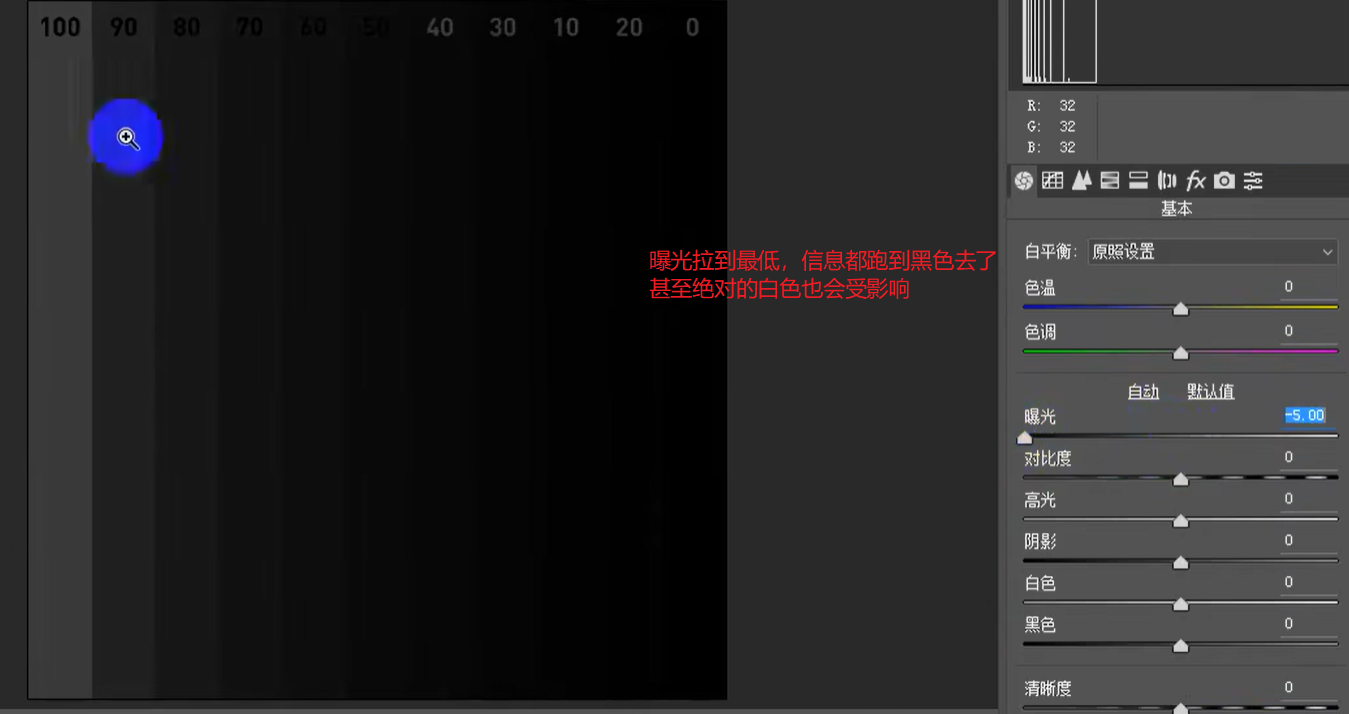 100 90 80 70 60 50 40 30 10 20 0
R: 32
G: 32
B: 32
fx
基本
白平衡: 原照设置
曝光拉到最低，信息都跑到黑色去了
甚至绝对的白色也会受影响
色温 0
色调 0
自动 默认值
曝光 -5.00
对比度 0
高光 0
阴影 0
白色 0
黑色 0
清晰度 0